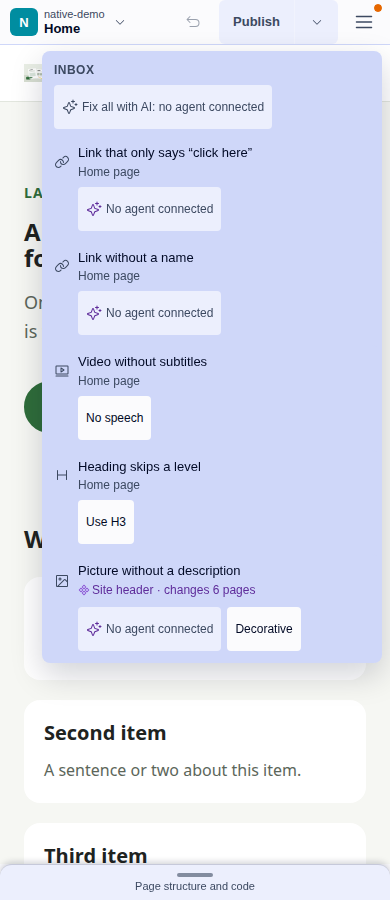 N
native-demo
Home
Publish
INBOX
Fix all with AI: no agent connected
Link that only says “click here”
Home page
No agent connected
Link without a name
Home page
No agent connected
Video without subtitles
Home page
No speech
Heading skips a level
Home page
Use H3
Picture without a description
Site header · changes 6 pages
No agent connected
Decorative
LA
A
fo
is
W
Second item
A sentence or two about this item.
Third item
Page structure and code